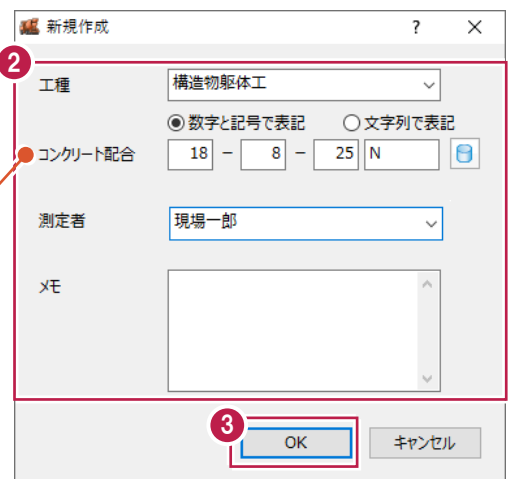 新規作成 ? ×
2
工種 構造物躯体工
数字と記号で表記 文字列で表記
コンクリート配合 18 - 8 - 25 N
測定者 現場一郎
メモ
3
OK キャンセル